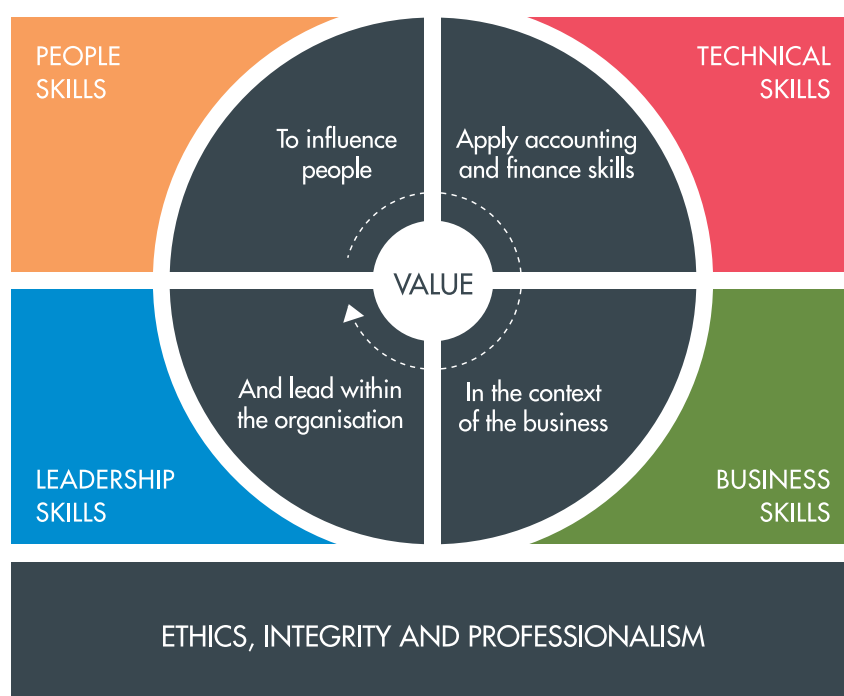 PEOPLE
SKILLS
TECHNICAL
SKILLS
To influence
people
Apply accounting
and finance skills
VALUE
And lead within
the organisation
In the context
of the business
LEADERSHIP
SKILLS
BUSINESS
SKILLS
ETHICS, INTEGRITY AND PROFESSIONALISM